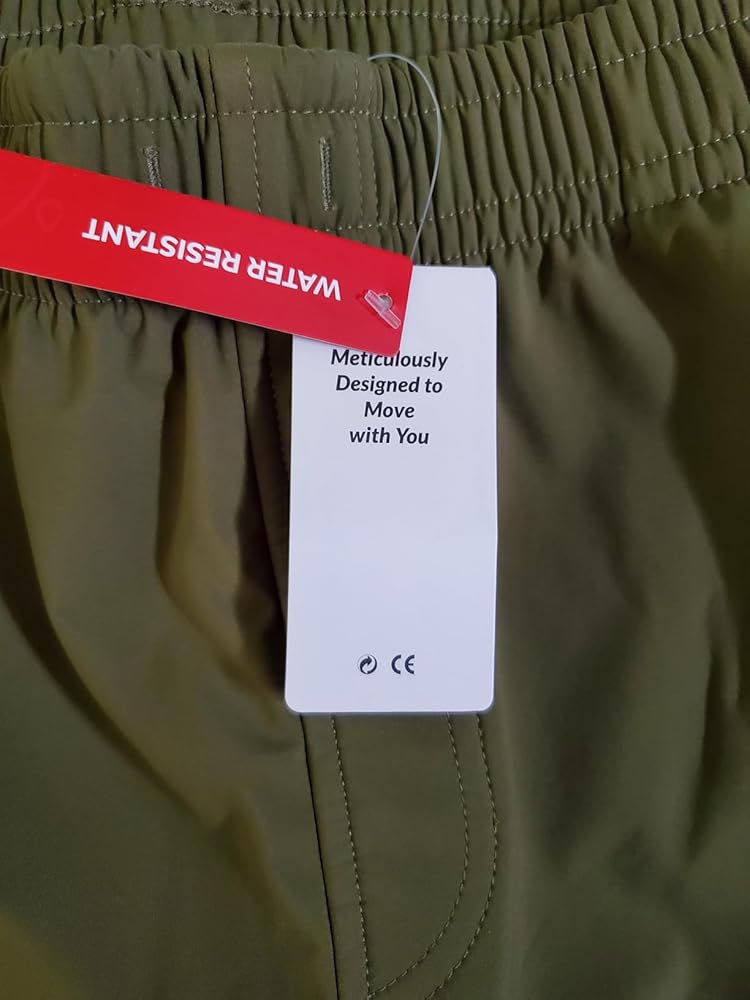 WATER RESISTANT
Meticulously
Designed to
Move
with You
CE